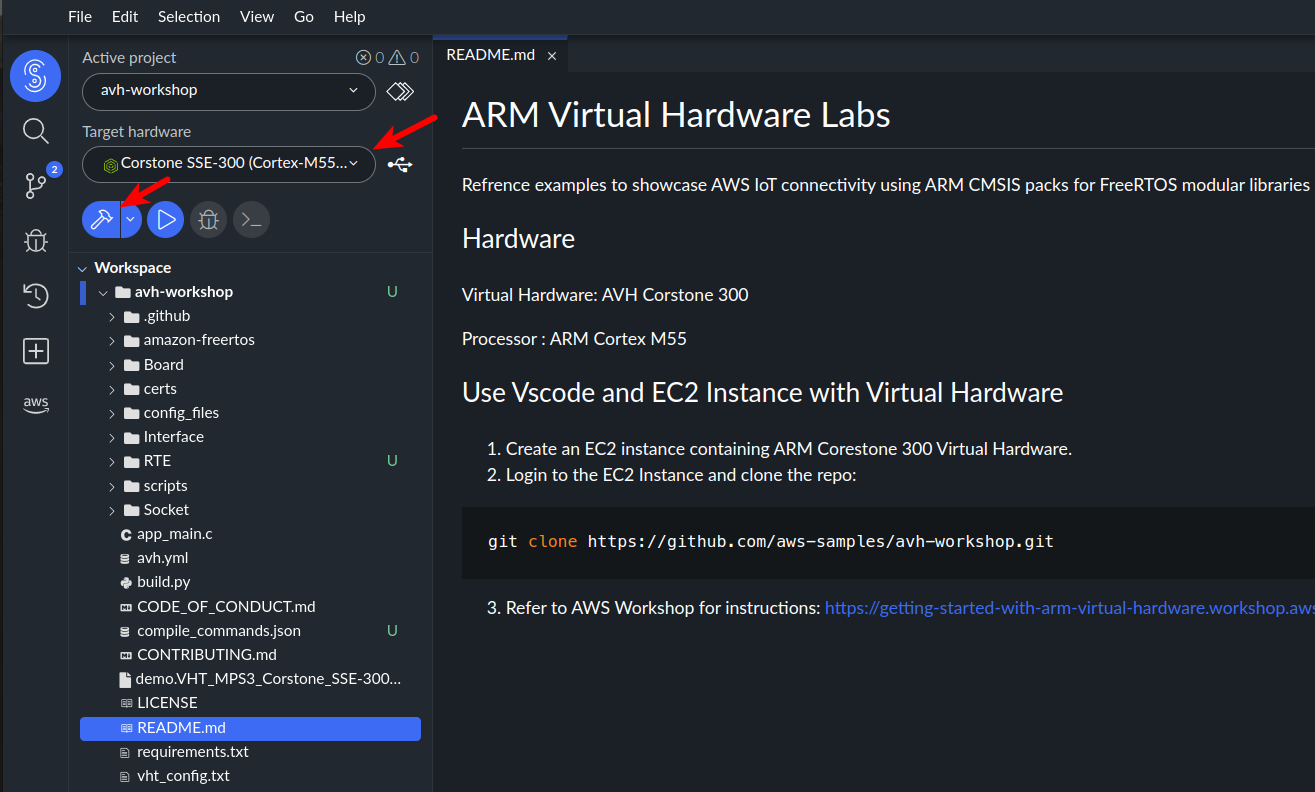 File Edit Selection View Go Help
Active project 0 0
avh-workshop
Target hardware
Corstone SSE-300 (Cortex-M55...
2
aws
Workspace
avh-workshop U
.github
amazon-freertos
Board
certs
config_files
Interface
RTE U
scripts
Socket
app_main.c
avh.yml
build.py
CODE_OF_CONDUCT.md
compile_commands.json U
CONTRIBUTING.md
demo.VHT_MPS3_Corstone_SSE-300...
LICENSE
README.md
requirements.txt
vht_config.txt
README.md
ARM Virtual Hardware Labs
Refrence examples to showcase AWS IoT connectivity using ARM CMSIS packs for FreeRTOS modular libraries
Hardware
Virtual Hardware: AVH Corstone 300
Processor : ARM Cortex M55
Use Vscode and EC2 Instance with Virtual Hardware
1. Create an EC2 instance containing ARM Corestone 300 Virtual Hardware.
2. Login to the EC2 Instance and clone the repo:
git clone https://github.com/aws-samples/avh-workshop.git
3. Refer to AWS Workshop for instructions: https://getting-started-with-arm-virtual-hardware.workshop.aws